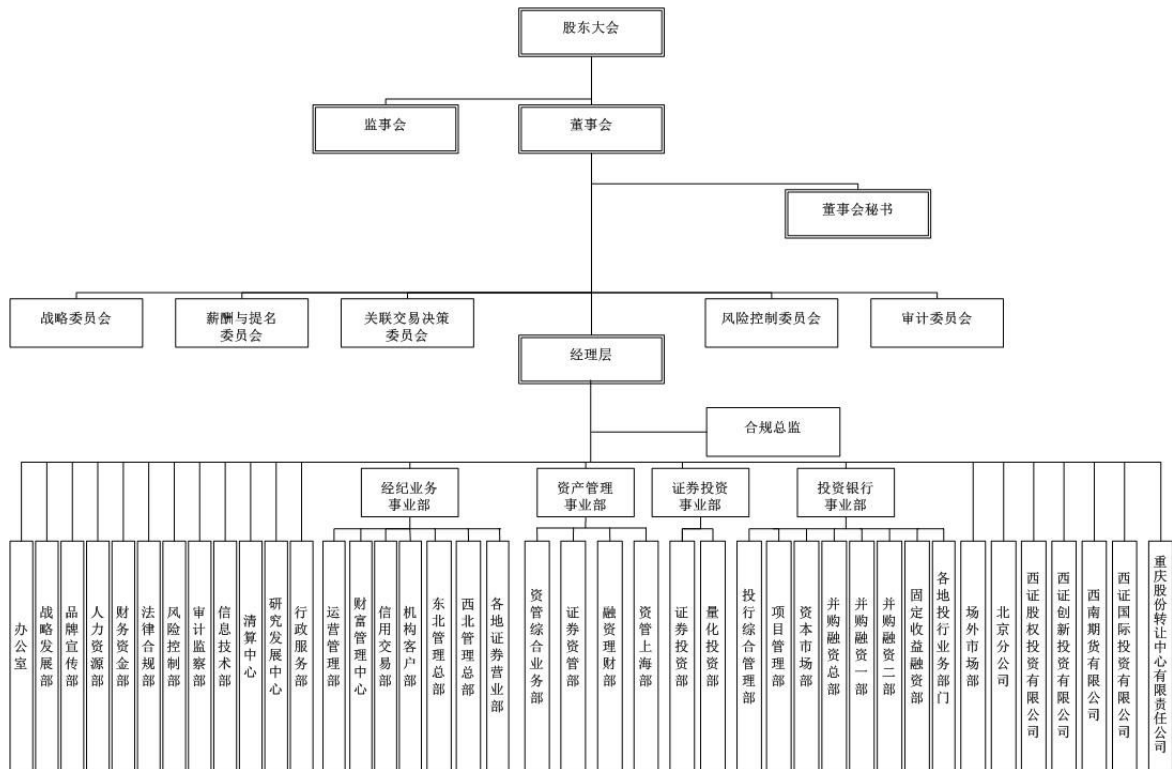 股东大会
监事会
董事会
董事会秘书
战略委员会
薪酬与提名
委员会
关联交易决策
委员会
风险控制委员会
审计委员会
经理层
合规总监
经纪业务
事业部
资产管理
事业部
证券投资
事业部
投资银行
事业部
办公室
战略发展部
品牌宣传部
人力资源部
财务资金部
法律合规部
风险控制部
审计监察部
信息技术部
清算中心
研究发展中心
行政服务部
运营管理部
财富管理中心
信用交易部
机构客户部
东北管理总部
西北管理总部
各地证券营业部
资管综合业务部
证券资管部
融资理财部
资管上海部
证券投资部
量化投资部
投行综合管理部
项目管理部
资本市场部
并购融资总部
并购融资一部
并购融资二部
固定收益融资部
各地投行业务部门
场外市场部
北京分公司
西证股权投资有限公司
西证创新投资有限公司
西南期货有限公司
西证国际投资有限公司
重庆股份转让中心有限责任公司